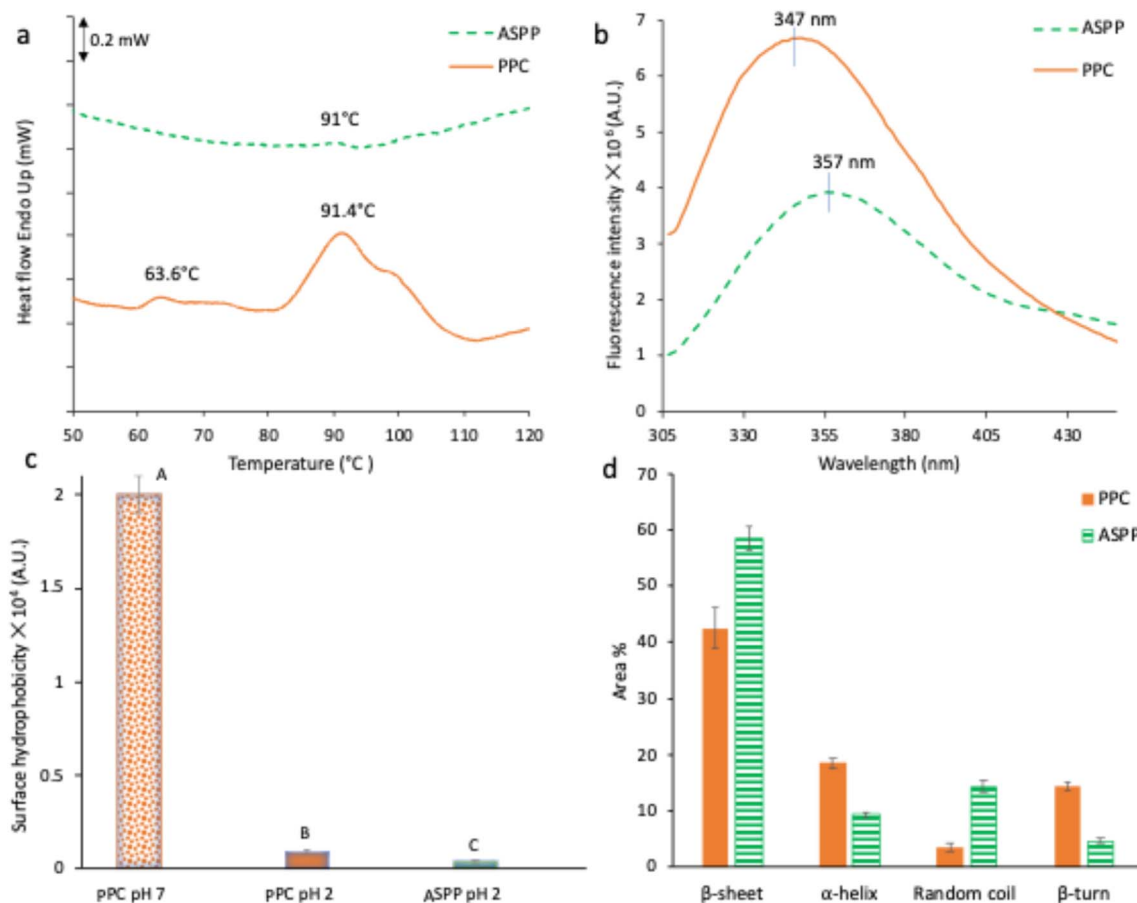 a
0.2 mW
ASPP
PPC
91°C
91.4°C
63.6°C
Heat flow Endo Up (mW)
50 60 70 80 90 100 110 120
Temperature (°C )
b
347 nm
ASPP
PPC
357 nm
Fluorescence intensity × 10⁶ (A.U.)
7
6
5
4
3
2
1
0
305 330 355 380 405 430
Wavelength (nm)
c
A
B
C
Surface hydrophobicity × 10⁴ (A.U.)
2
1.5
1
0.5
0
PPC pH 7 PPC pH 2 ASPP pH 2
d
PPC
ASPP
Area %
70
60
50
40
30
20
10
0
β-sheet α-helix Random coil β-turn